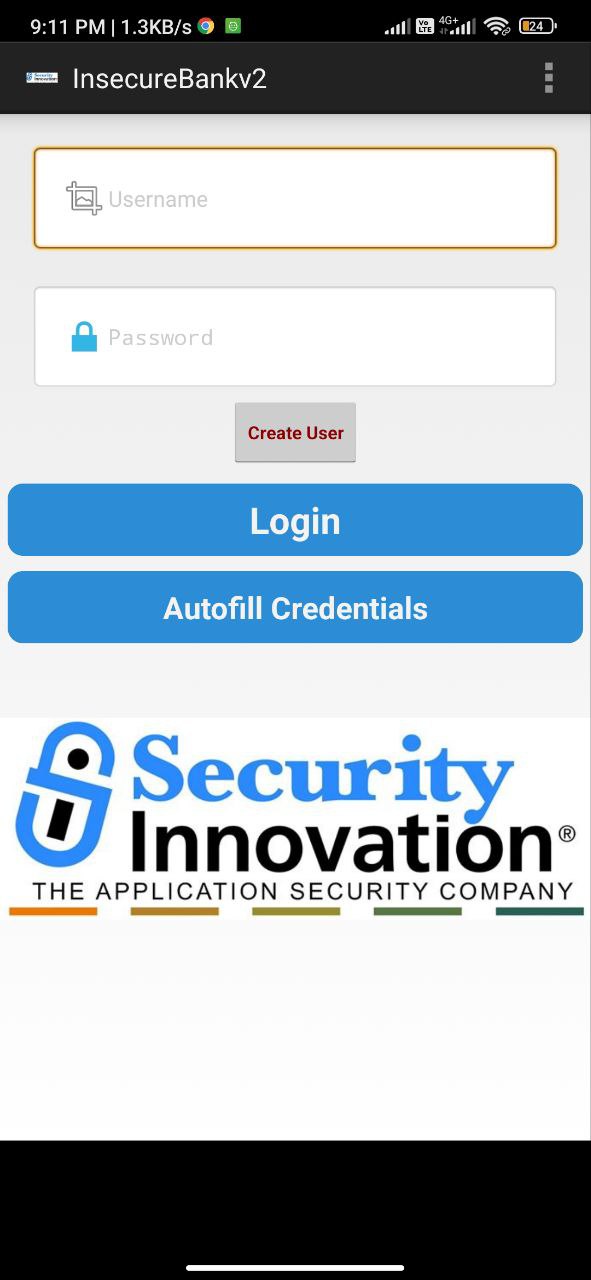 9:11 PM | 1.3KB/s
Vo LTE 4G+ 24
InsecureBankv2
Username
Password
Create User
Login
Autofill Credentials
Security
Innovation®
THE APPLICATION SECURITY COMPANY